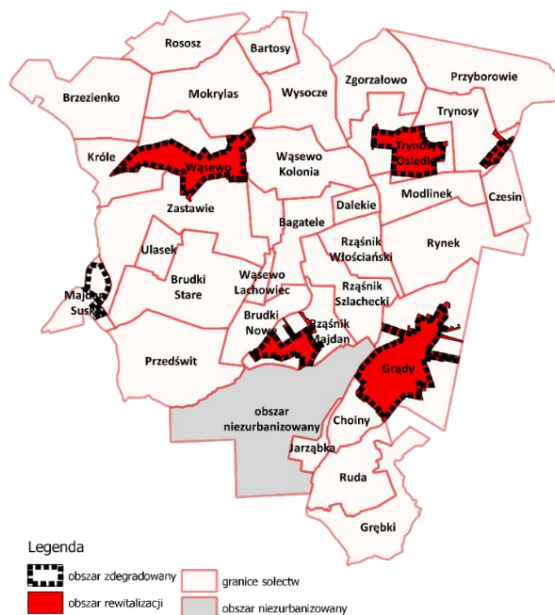 Rososz
Bartosy
Brzezienko
Mokrylas
Wysocze
Zgorzałowo
Przyborowie
Trynosy
Króle
Wąsewo
Wąsewo
Kolonia
Trynosy
Osiedle
Modlinek
Czesin
Zastawie
Bagatele
Dalekie
Ulasek
Rząśnik
Włościański
Rynek
Brudki
Stare
Wąsewo
Lachowiec
Rząśnik
Szlachecki
Majdan
Suski
Brudki
Nowe
Rząśnik
Majdan
Przedświt
Grądy
obszar
niezurbanizowany
Choiny
Jarząbka
Ruda
Grębki
Legenda
obszar zdegradowany
granice sołectw
obszar rewitalizacji
obszar niezurbanizowany